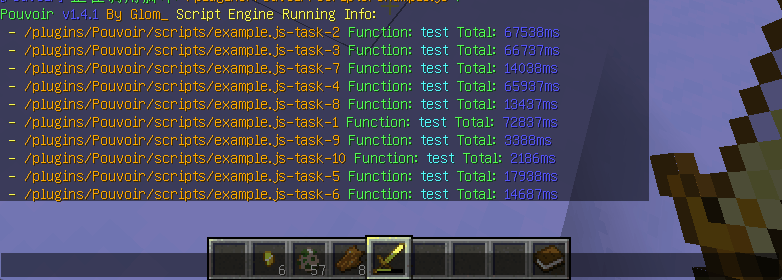 Pouvoir v1.4.1 By Glom_ Script Engine Running Info:
- /plugins/Pouvoir/scripts/example.js-task-2 Function: test Total: 67538ms
- /plugins/Pouvoir/scripts/example.js-task-3 Function: test Total: 66737ms
- /plugins/Pouvoir/scripts/example.js-task-7 Function: test Total: 14038ms
- /plugins/Pouvoir/scripts/example.js-task-4 Function: test Total: 65937ms
- /plugins/Pouvoir/scripts/example.js-task-8 Function: test Total: 13437ms
- /plugins/Pouvoir/scripts/example.js-task-1 Function: test Total: 72837ms
- /plugins/Pouvoir/scripts/example.js-task-9 Function: test Total: 3388ms
- /plugins/Pouvoir/scripts/example.js-task-10 Function: test Total: 2186ms
- /plugins/Pouvoir/scripts/example.js-task-5 Function: test Total: 17338ms
- /plugins/Pouvoir/scripts/example.js-task-6 Function: test Total: 14687ms
6 57 8